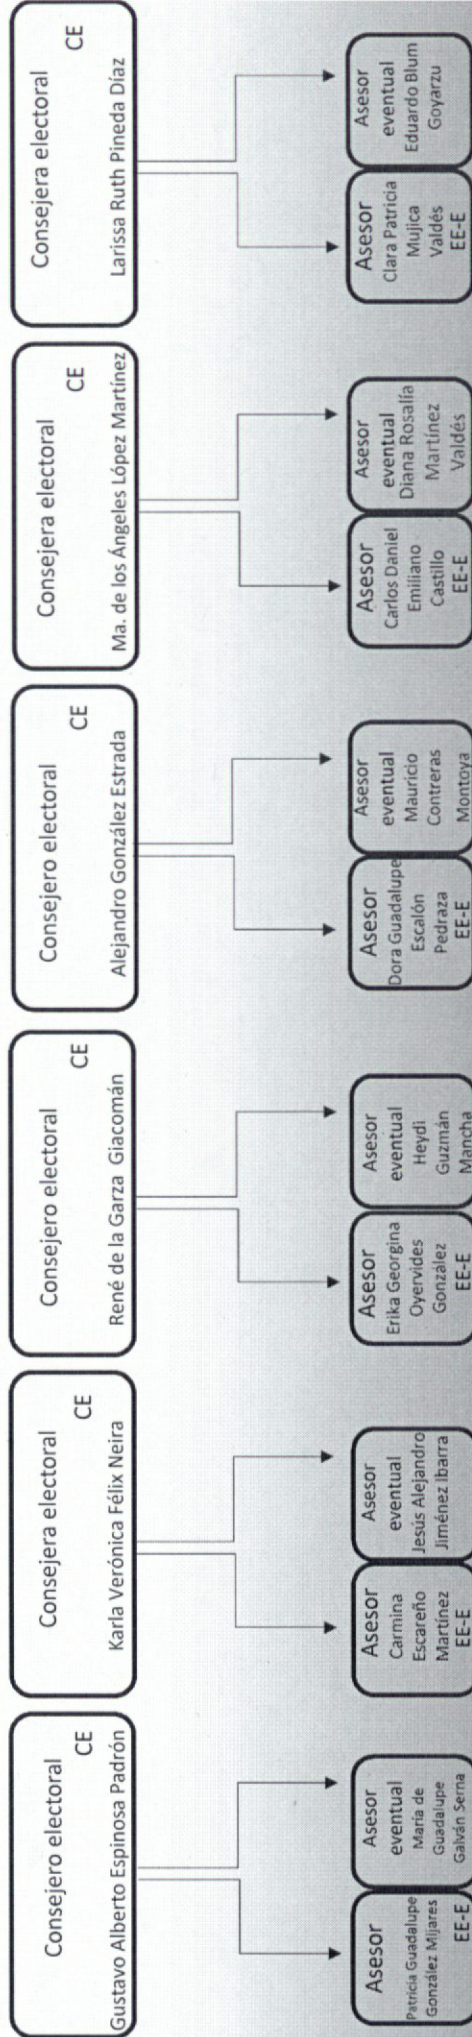 Consejero electoral
CE
Gustavo Alberto Espinosa Padrón
Asesor
Patricia Guadalupe
González Mijares
EE-E
Asesor
eventual
María de
Guadalupe
Galván Serna
Consejera electoral
CE
Karla Verónica Félix Neira
Asesor
Carmina
Escareño
Martínez
EE-E
Asesor
eventual
Jesús Alejandro
Jiménez Ibarra
Consejero electoral
CE
René de la Garza Giacomán
Asesor
Erika Georgina
Oyervides
González
EE-E
Asesor
eventual
Heydi
Guzmán
Mancha
Consejero electoral
CE
Alejandro González Estrada
Asesor
Dora Guadalupe
Escalón
Pedraza
EE-E
Asesor
eventual
Mauricio
Contreras
Montoya
Consejera electoral
CE
Ma. de los Ángeles López Martínez
Asesor
Carlos Daniel
Emiliano
Castillo
EE-E
Asesor
eventual
Diana Rosalía
Martínez
Valdés
Consejera electoral
CE
Larissa Ruth Pineda Díaz
Asesor
Clara Patricia
Mujica
Valdés
EE-E
Asesor
eventual
Eduardo Blum
Goyarzu